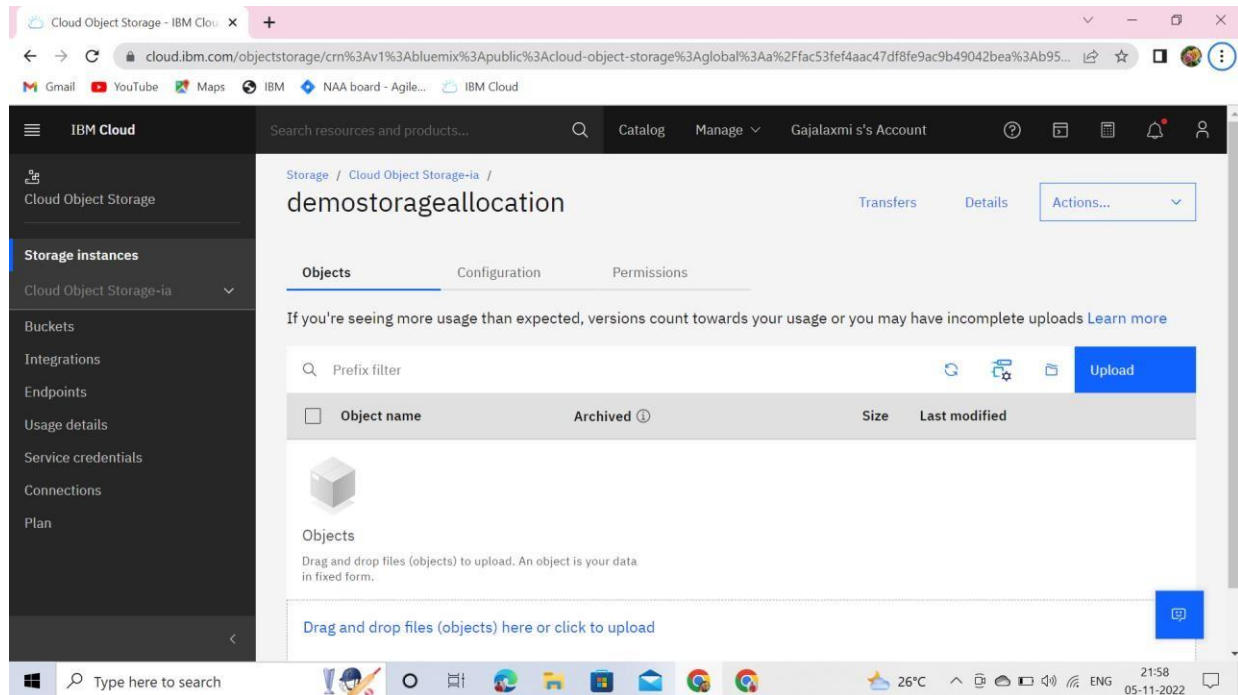 Cloud Object Storage - IBM Clou
cloud.ibm.com/objectstorage/crn%3Av1%3Abluemix%3Apublic%3Acloud-object-storage%3Aglobal%3Aa%2Ffac53fef4aac47df8fe9ac9b49042bea%3Ab95...
Gmail YouTube Maps IBM NAA board - Agile... IBM Cloud
IBM Cloud Search resources and products... Catalog Manage Gajalaxmi s's Account
Cloud Object Storage
Storage instances
Cloud Object Storage-ia
Buckets
Integrations
Endpoints
Usage details
Service credentials
Connections
Plan
Storage / Cloud Object Storage-ia /
demostorageallocation Transfers Details Actions...
Objects Configuration Permissions
If you're seeing more usage than expected, versions count towards your usage or you may have incomplete uploads Learn more
Prefix filter Upload
Object name Archived Size Last modified
Objects
Drag and drop files (objects) to upload. An object is your data
in fixed form.
Drag and drop files (objects) here or click to upload
Type here to search 26°C ENG 21:58
05-11-2022